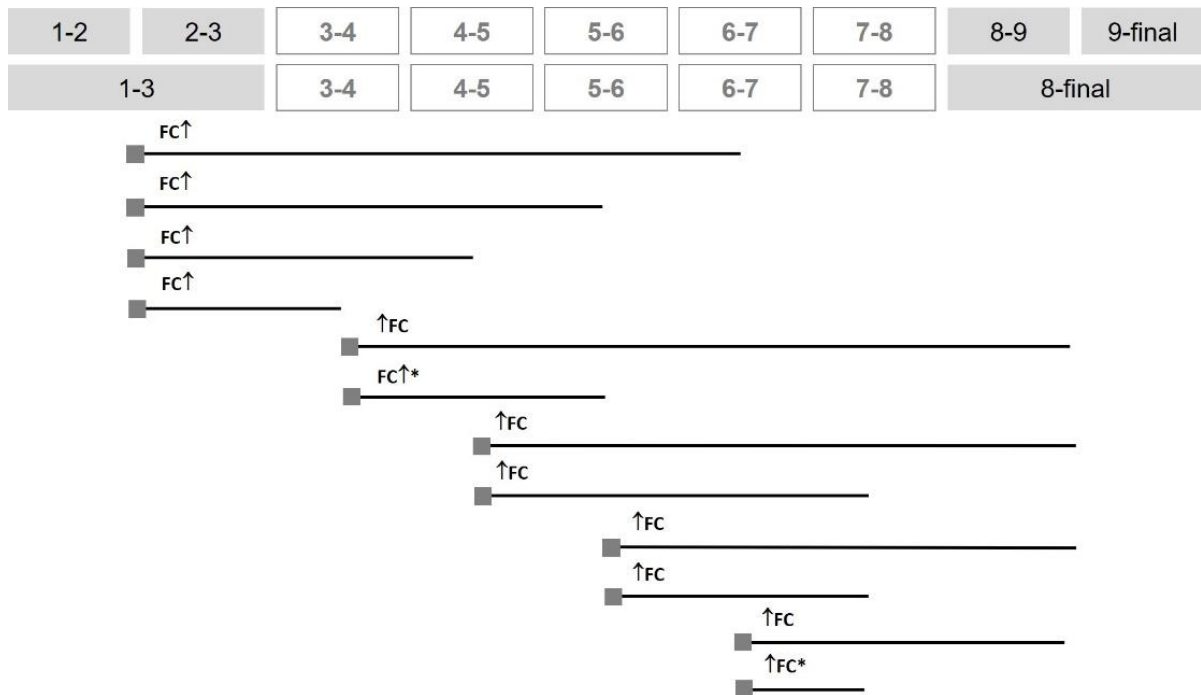 1-2 2-3 3-4 4-5 5-6 6-7 7-8 8-9 9-final
1-3 3-4 4-5 5-6 6-7 7-8 8-final
FC↑
FC↑
FC↑
FC↑
↑FC
FC↑*
↑FC
↑FC
↑FC
↑FC
↑FC
↑FC*